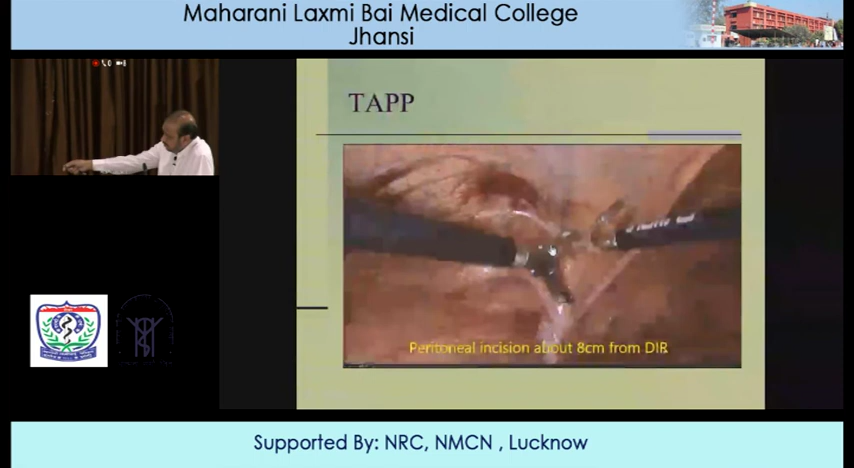 Maharani Laxmi Bai Medical College
Jhansi
TAPP
Peritoneal incision about 8cm from DIR
Supported By: NRC, NMCN , Lucknow